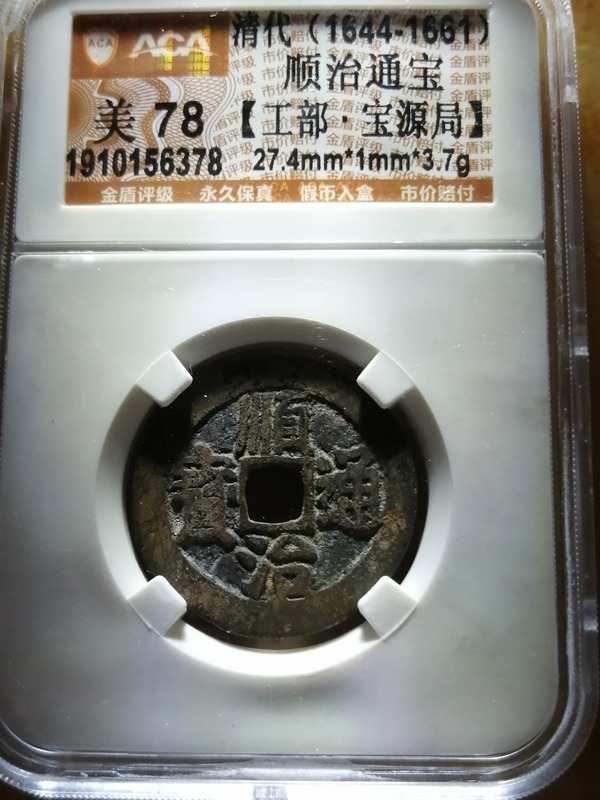 ACA ACA 清代（1644-1661）
顺治通宝
美 78 【工部·宝源局】
1910156378 27.4mm*1mm*3.7g
金盾评级 永久保真 假币入盒 市价赔付
順
寶 通
治